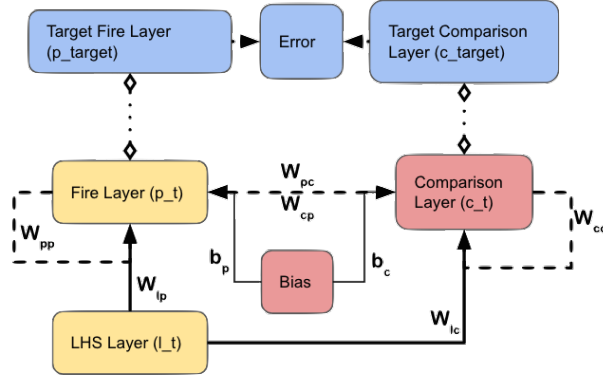 Target Fire Layer
(p_target)
Error
Target Comparison
Layer (c_target)
W_pc
Fire Layer (p_t)
W_cp
Comparison
Layer (c_t)
W_pp
W_cc
b_p
Bias
b_c
W_lp
W_lc
LHS Layer (l_t)